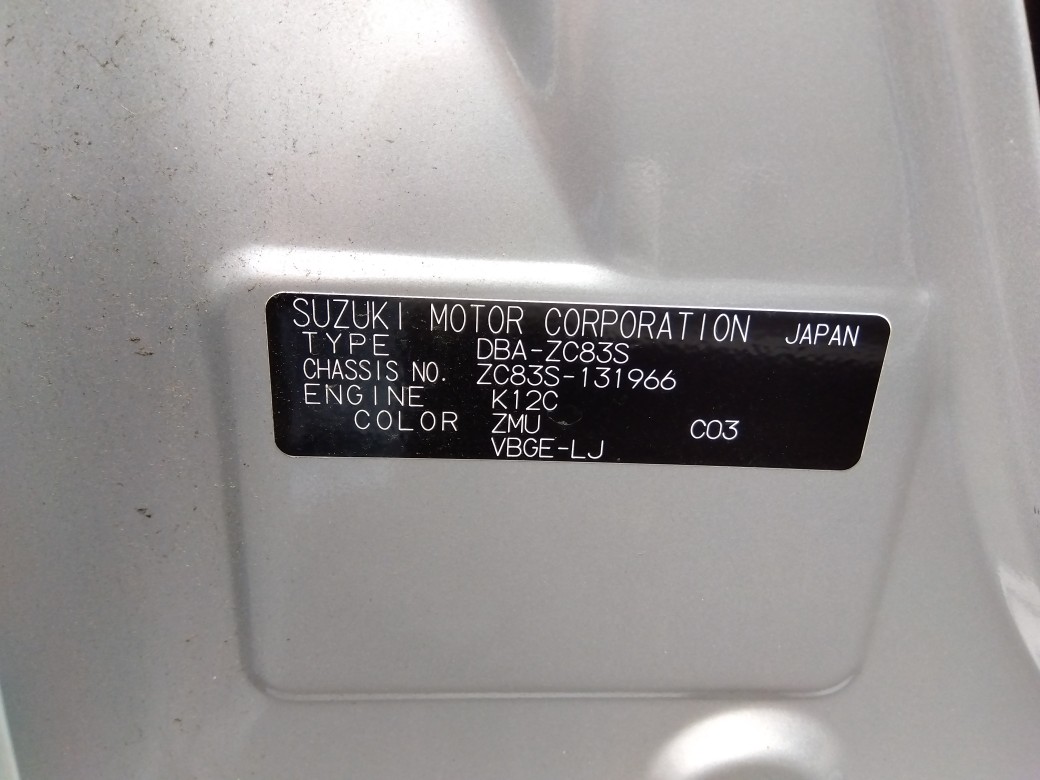 SUZUKI MOTOR CORPORATION JAPAN
TYPE DBA-ZC83S
CHASSIS NO. ZC83S-131966
ENGINE K12C
COLOR ZMU C03
VBGE-LJ